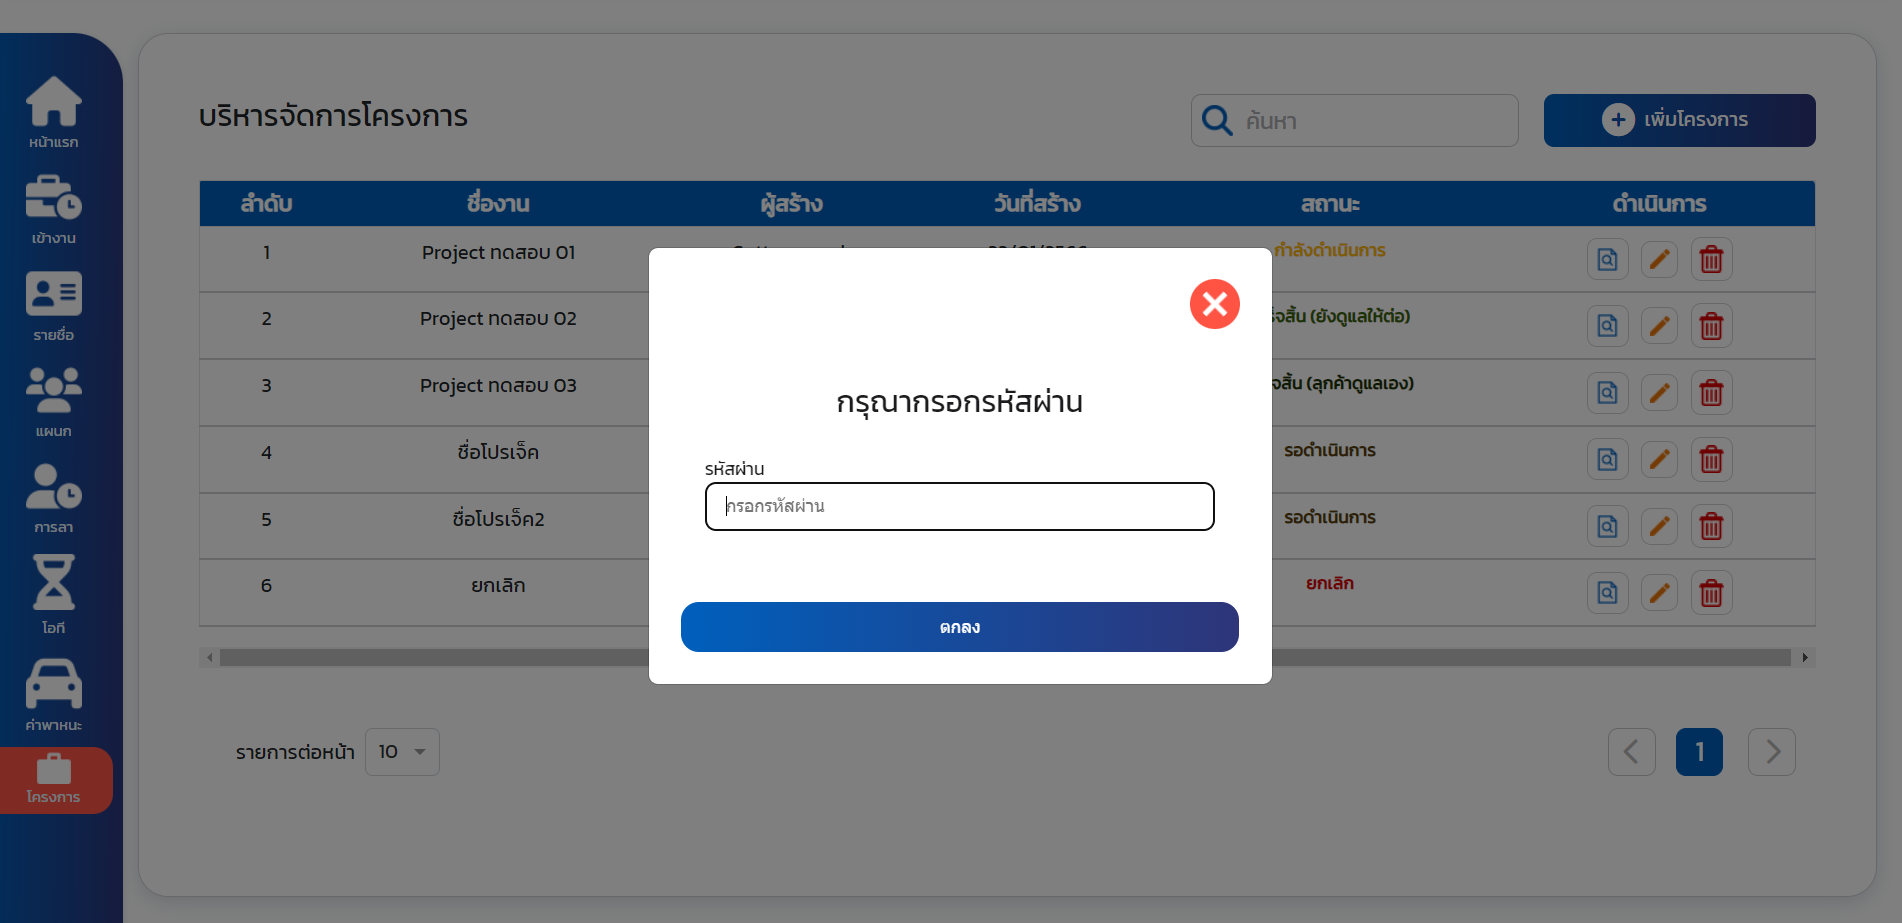 หน้าแรก
เข้างาน
รายชื่อ
แผนก
การลา
โอที
ค่าพาหนะ
โครงการ
บริหารจัดการโครงการ
ค้นหา
เพิ่มโครงการ
ลำดับ ชื่องาน ผู้สร้าง วันที่สร้าง สถานะ ดำเนินการ
1 Project ทดสอบ 01 กำลังดำเนินการ
2 Project ทดสอบ 02 (ยังดูแลให้ต่อ)
3 Project ทดสอบ 03 (ลุกค้าดูแลเอง)
4 ชื่อโปรเจ็ค รอดำเนินการ
5 ชื่อโปรเจ็ค2 รอดำเนินการ
6 ยกเลิก ยกเลิก
กรุณากรอกรหัสผ่าน
รหัสผ่าน
กรอกรหัสผ่าน
ตกลง
รายการต่อหน้า 10
1